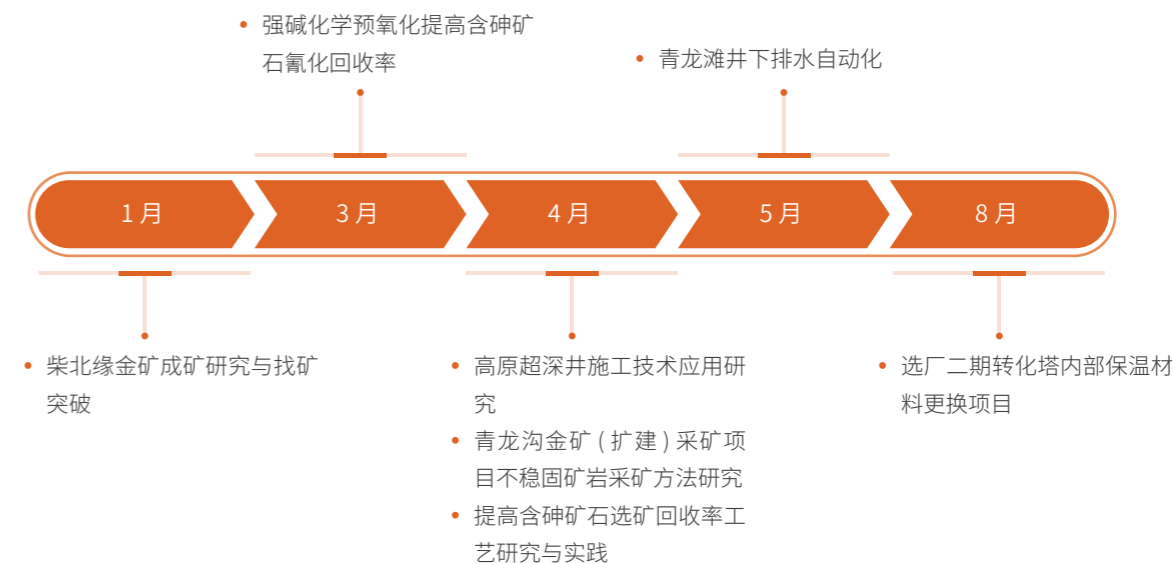 强碱化学预氧化提高含砷矿
石氰化回收率
青龙滩井下排水自动化
1 月
3 月
4 月
5 月
8 月
柴北缘金矿成矿研究与找矿
突破
高原超深井施工技术应用研
究
青龙沟金矿 ( 扩建 ) 采矿项
目不稳固矿岩采矿方法研究
提高含砷矿石选矿回收率工
艺研究与实践
选厂二期转化塔内部保温材
料更换项目